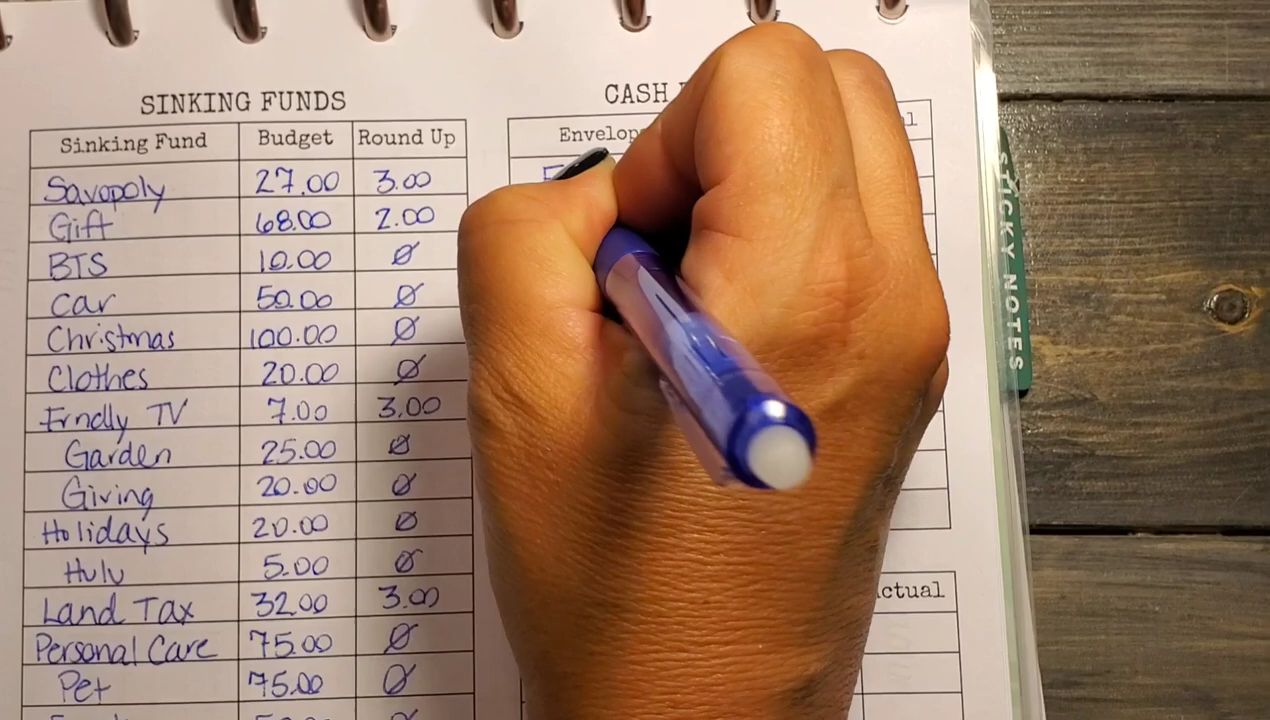 SINKING FUNDS
Sinking Fund Budget Round Up
Savopoly 27.00 3.00
Gift 68.00 2.00
BTS 10.00 Ø
Car 50.00 Ø
Christmas 100.00 Ø
Clothes 20.00 Ø
Frndly TV 7.00 3.00
Garden 25.00 Ø
Giving 20.00 Ø
Holidays 20.00 Ø
Hulu 5.00 Ø
Land Tax 32.00 3.00
Personal Care 75.00 Ø
Pet 75.00 Ø
CASH
Envelop
ctual
STICKY NOTES